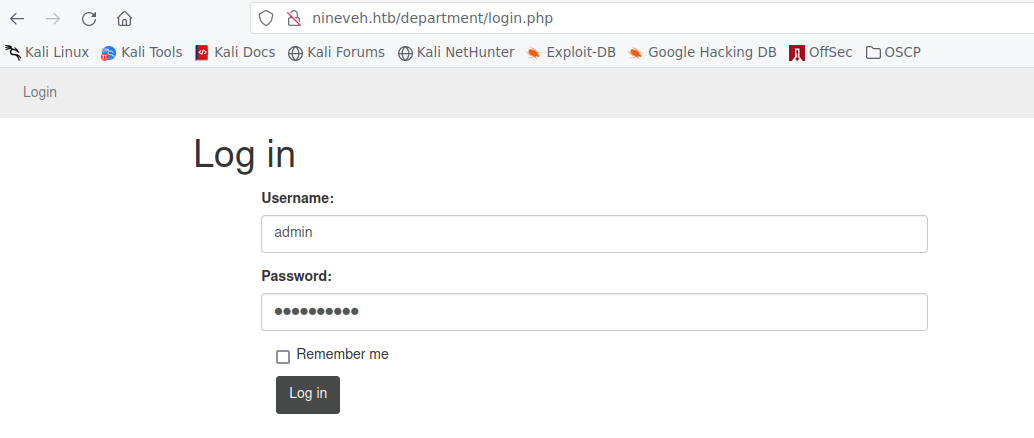 nineveh.htb/department/login.php
Kali Linux Kali Tools Kali Docs Kali Forums Kali NetHunter Exploit-DB Google Hacking DB OffSec OSCP
Login
Log in
Username:
admin
Password:
••••••••••
Remember me
Log in